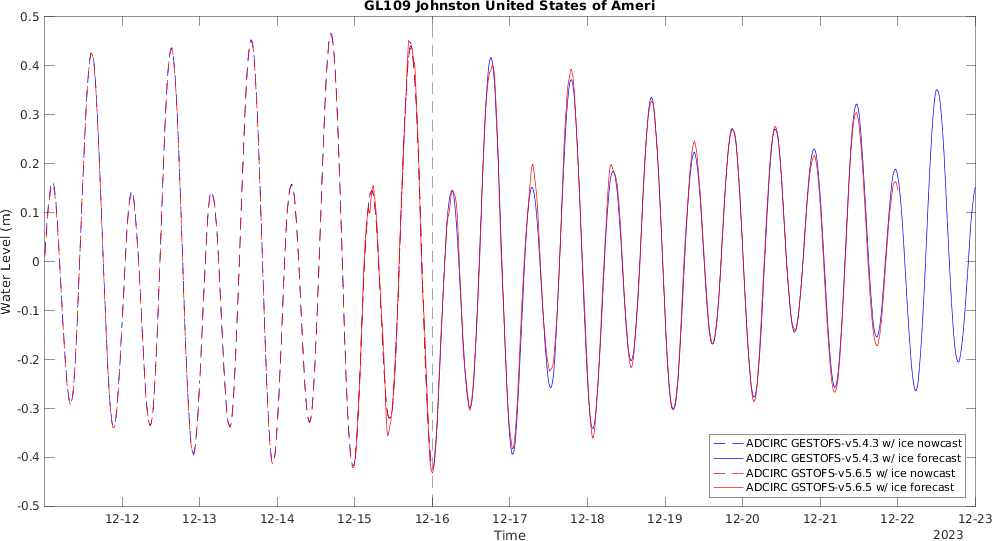 GL109 Johnston United States of Ameri
0.5
0.4
0.3
0.2
0.1
0
-0.1
-0.2
-0.3
-0.4
-0.5
Water Level (m)
ADCIRC GESTOFS-v5.4.3 w/ ice nowcast
ADCIRC GESTOFS-v5.4.3 w/ ice forecast
ADCIRC GSTOFS-v5.6.5 w/ ice nowcast
ADCIRC GSTOFS-v5.6.5 w/ ice forecast
12-12 12-13 12-14 12-15 12-16 12-17 12-18 12-19 12-20 12-21 12-22 12-23
Time
2023